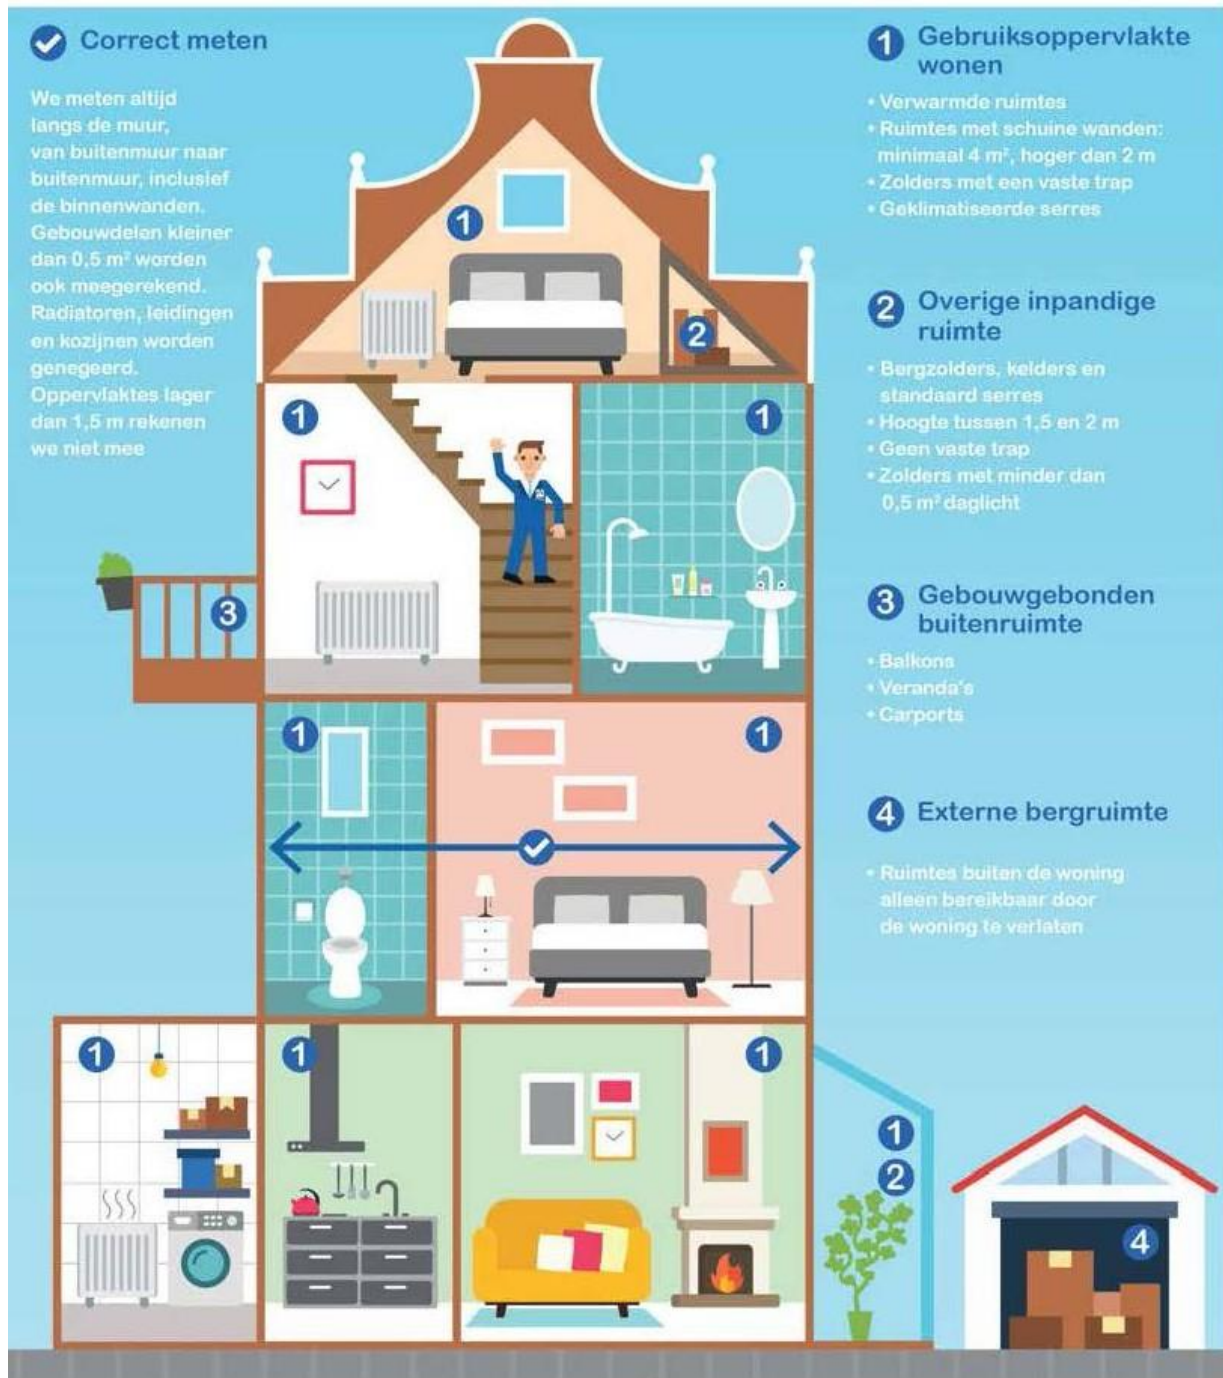 Correct meten
We meten altijd
langs de muur,
van buitenmuur naar
buitenmuur, inclusief
de binnenwanden.
Gebouwdelen kleiner
dan 0,5 m² worden
ook meegerekend.
Radiatoren, leidingen
en kozijnen worden
genegeerd.
Oppervlaktes lager
dan 1,5 m rekenen
we niet mee
1 Gebruiksoppervlakte
wonen
• Verwarmde ruimtes
• Ruimtes met schuine wanden:
minimaal 4 m², hoger dan 2 m
• Zolders met een vaste trap
• Geklimatiseerde serres
2 Overige inpandige
ruimte
• Bergzolders, kelders en
standaard serres
• Hoogte tussen 1,5 en 2 m
• Geen vaste trap
• Zolders met minder dan
0,5 m² daglicht
3 Gebouwgebonden
buitenruimte
• Balkons
• Veranda's
• Carports
4 Externe bergruimte
• Ruimtes buiten de woning
alleen bereikbaar door
de woning te verlaten
1
2
1
1
3
1
1
1
1
1
1
2
4